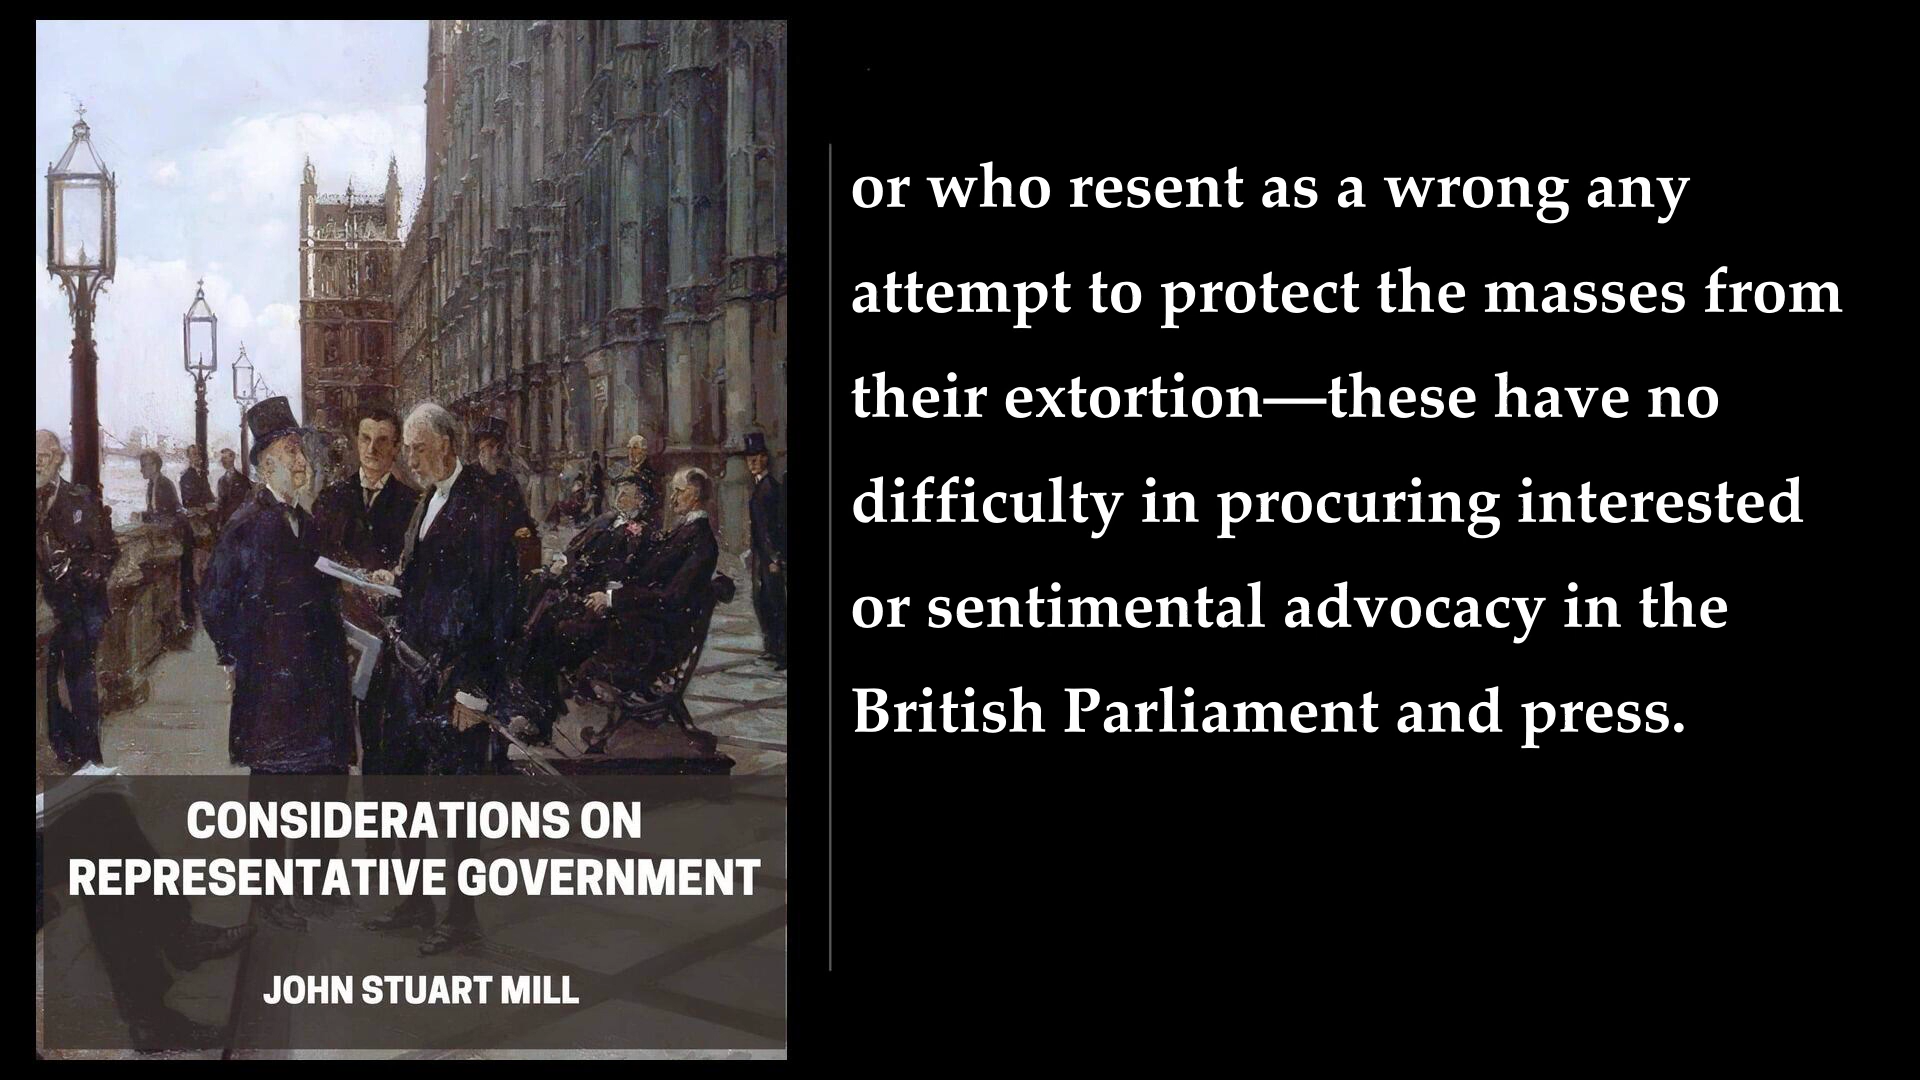 or who resent as a wrong any
attempt to protect the masses from
their extortion—these have no
difficulty in procuring interested
or sentimental advocacy in the
British Parliament and press.
CONSIDERATIONS ON
REPRESENTATIVE GOVERNMENT
JOHN STUART MILL